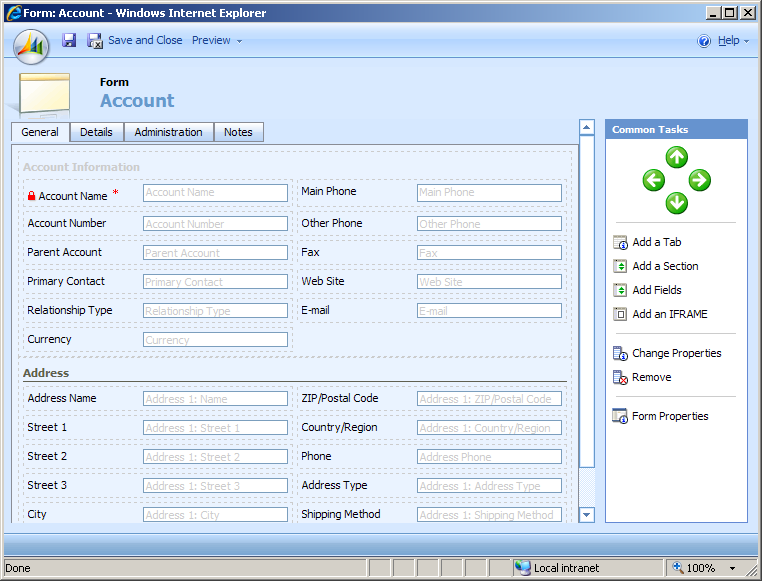 Form: Account - Windows Internet Explorer
Save and Close Preview Help
Form
Account
General Details Administration Notes
Common Tasks
Account Information
Account Name * Account Name Main Phone Main Phone
Account Number Account Number Other Phone Other Phone
Parent Account Parent Account Fax Fax
Primary Contact Primary Contact Web Site Web Site
Relationship Type Relationship Type E-mail E-mail
Currency Currency
Address
Address Name Address 1: Name ZIP/Postal Code Address 1: ZIP/Postal Code
Street 1 Address 1: Street 1 Country/Region Address 1: Country/Region
Street 2 Address 1: Street 2 Phone Address Phone
Street 3 Address 1: Street 3 Address Type Address 1: Address Type
City Address 1: City Shipping Method Address 1: Shipping Method
Add a Tab
Add a Section
Add Fields
Add an IFRAME
Change Properties
Remove
Form Properties
Done Local intranet 100%